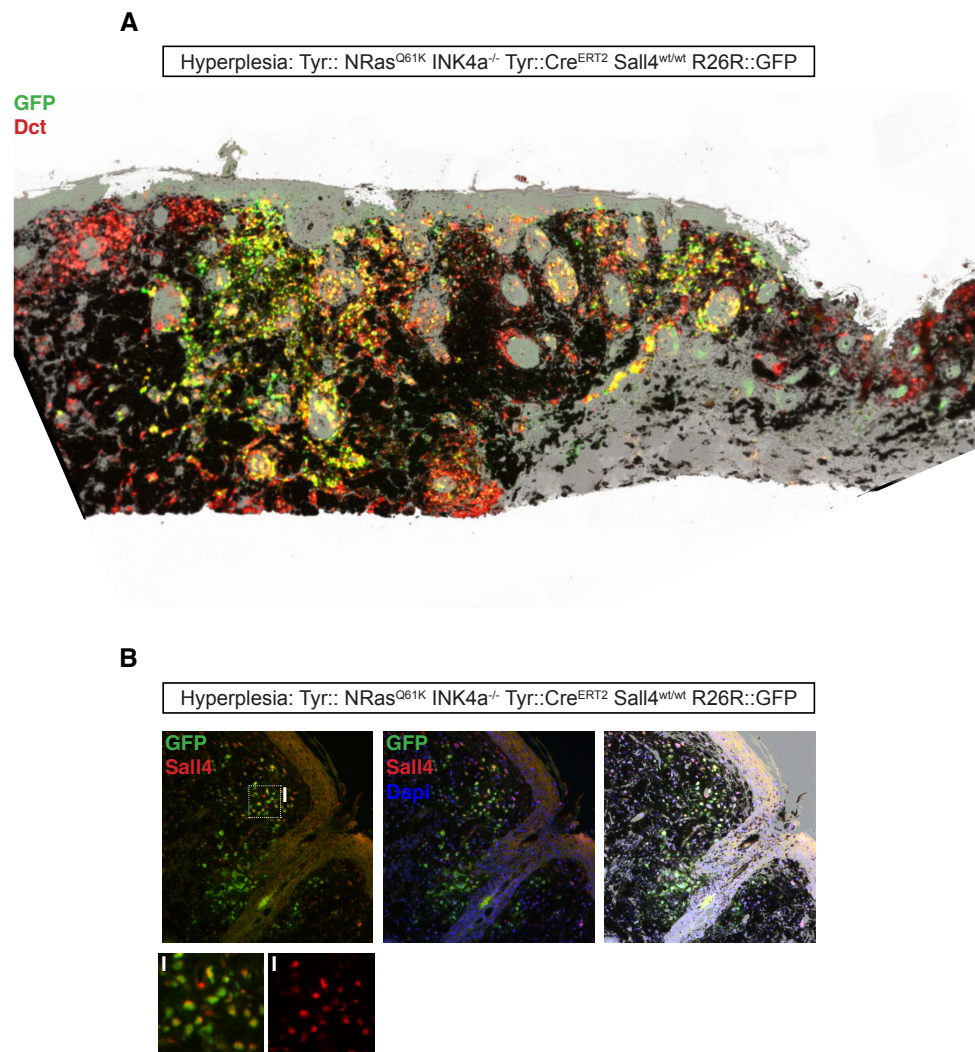 A
Hyperplesia: Tyr:: NRasQ61K INK4a-/- Tyr::CreERT2 Sall4wt/wt R26R::GFP
GFP
Dct
B
Hyperplesia: Tyr:: NRasQ61K INK4a-/- Tyr::CreERT2 Sall4wt/wt R26R::GFP
GFP
Sall4
I
GFP
Sall4
DapI
I
I